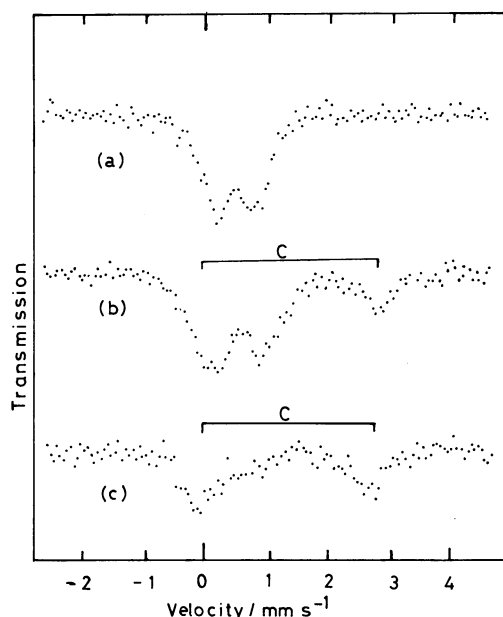 (a)
C
(b)
C
(c)
Transmission
-2 -1 0 1 2 3 4
Velocity / mm s⁻¹